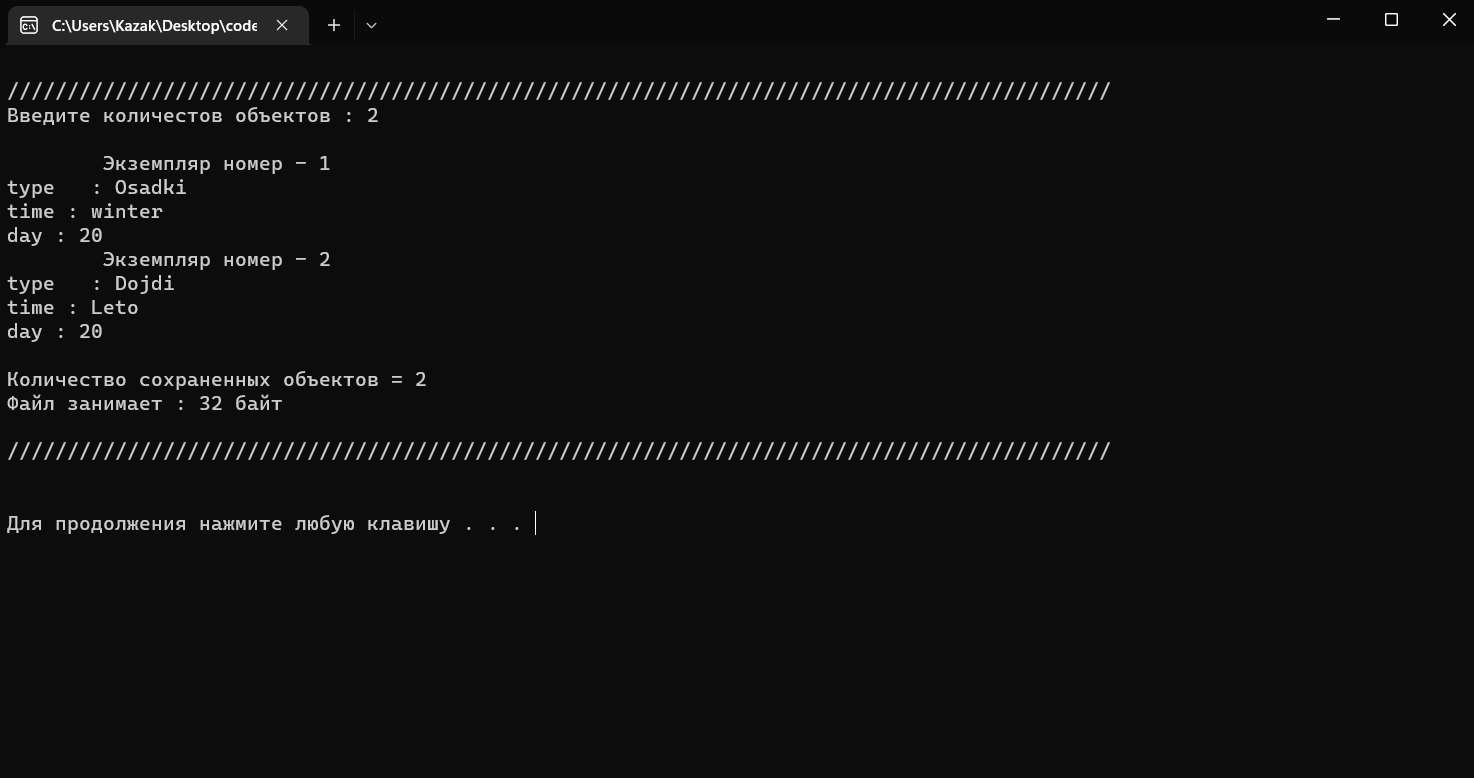 C:\Users\Kazak\Desktop\code
////////////////////////////////////////////////////////////////////////////////////////////
Введите количестов объектов : 2
Экземпляр номер - 1
type   : Osadki
time : winter
day : 20
Экземпляр номер - 2
type   : Dojdi
time : Leto
day : 20
Количество сохраненных объектов = 2
Файл занимает : 32 байт
////////////////////////////////////////////////////////////////////////////////////////////
Для продолжения нажмите любую клавишу . . .